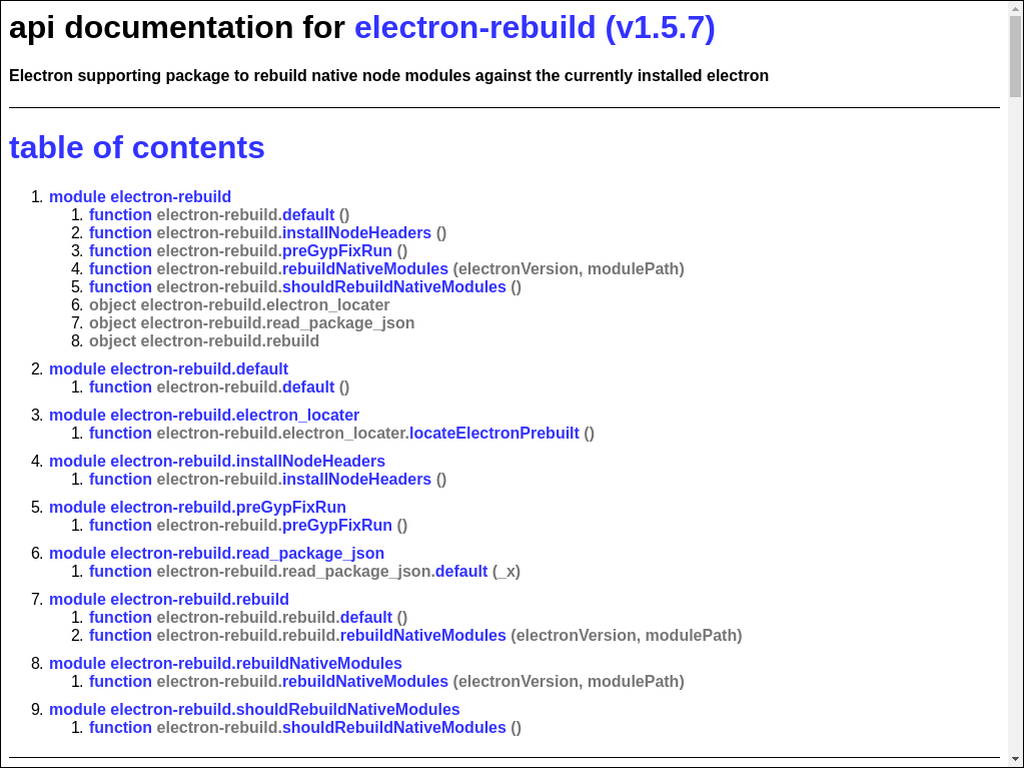 api documentation for electron-rebuild (v1.5.7)
Electron supporting package to rebuild native node modules against the currently installed electron
table of contents
1. module electron-rebuild
1. function electron-rebuild.default ()
2. function electron-rebuild.installNodeHeaders ()
3. function electron-rebuild.preGypFixRun ()
4. function electron-rebuild.rebuildNativeModules (electronVersion, modulePath)
5. function electron-rebuild.shouldRebuildNativeModules ()
6. object electron-rebuild.electron_locater
7. object electron-rebuild.read_package_json
8. object electron-rebuild.rebuild
2. module electron-rebuild.default
1. function electron-rebuild.default ()
3. module electron-rebuild.electron_locater
1. function electron-rebuild.electron_locater.locateElectronPrebuilt ()
4. module electron-rebuild.installNodeHeaders
1. function electron-rebuild.installNodeHeaders ()
5. module electron-rebuild.preGypFixRun
1. function electron-rebuild.preGypFixRun ()
6. module electron-rebuild.read_package_json
1. function electron-rebuild.read_package_json.default (_x)
7. module electron-rebuild.rebuild
1. function electron-rebuild.rebuild.default ()
2. function electron-rebuild.rebuild.rebuildNativeModules (electronVersion, modulePath)
8. module electron-rebuild.rebuildNativeModules
1. function electron-rebuild.rebuildNativeModules (electronVersion, modulePath)
9. module electron-rebuild.shouldRebuildNativeModules
1. function electron-rebuild.shouldRebuildNativeModules ()